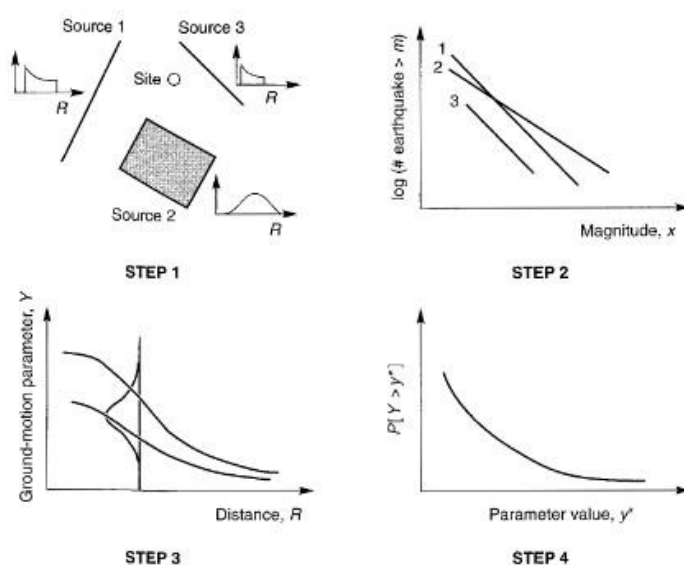 Source 1
Source 3
Site
R
R
Source 2
R
STEP 1
log (# earthquake > m)
1
2
3
Magnitude, x
STEP 2
Ground-motion parameter, Y
Distance, R
STEP 3
P[Y >y*]
Parameter value, y*
STEP 4